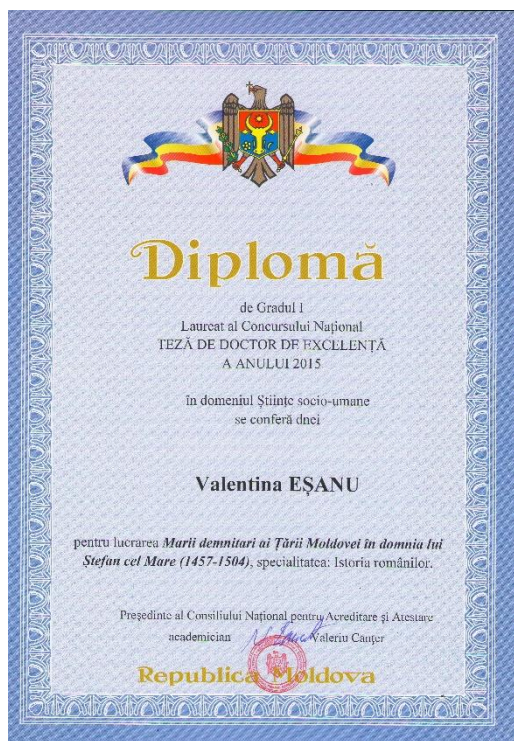 Diplomă
de Gradul I
Laureat al Concursului Național
TEZĂ DE DOCTOR DE EXCELENȚĂ
A ANULUI 2015
în domeniul Științe socio-umane
se conferă dnei
Valentina EȘANU
pentru lucrarea Marii demnitari ai Țării Moldovei în domnia lui
Ștefan cel Mare (1457-1504), specialitatea: Istoria românilor.
Președinte al Consiliului Național pentru Acreditare și Atestare
academician Valeriu Canțer
Republica Moldova